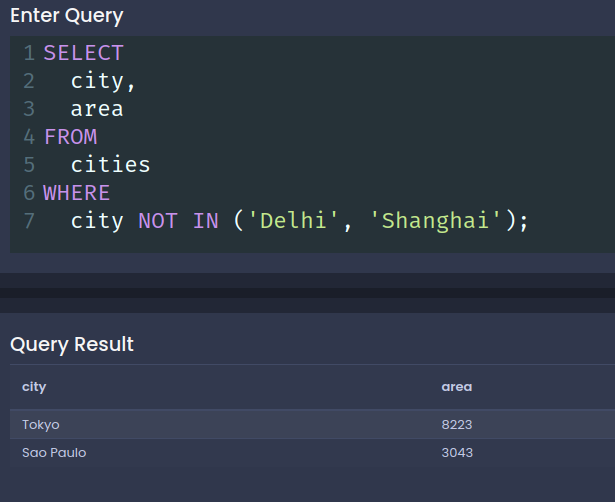 Enter Query
1 SELECT
2   city,
3   area
4 FROM
5   cities
6 WHERE
7   city NOT IN ('Delhi', 'Shanghai');
Query Result
city area
Tokyo 8223
Sao Paulo 3043